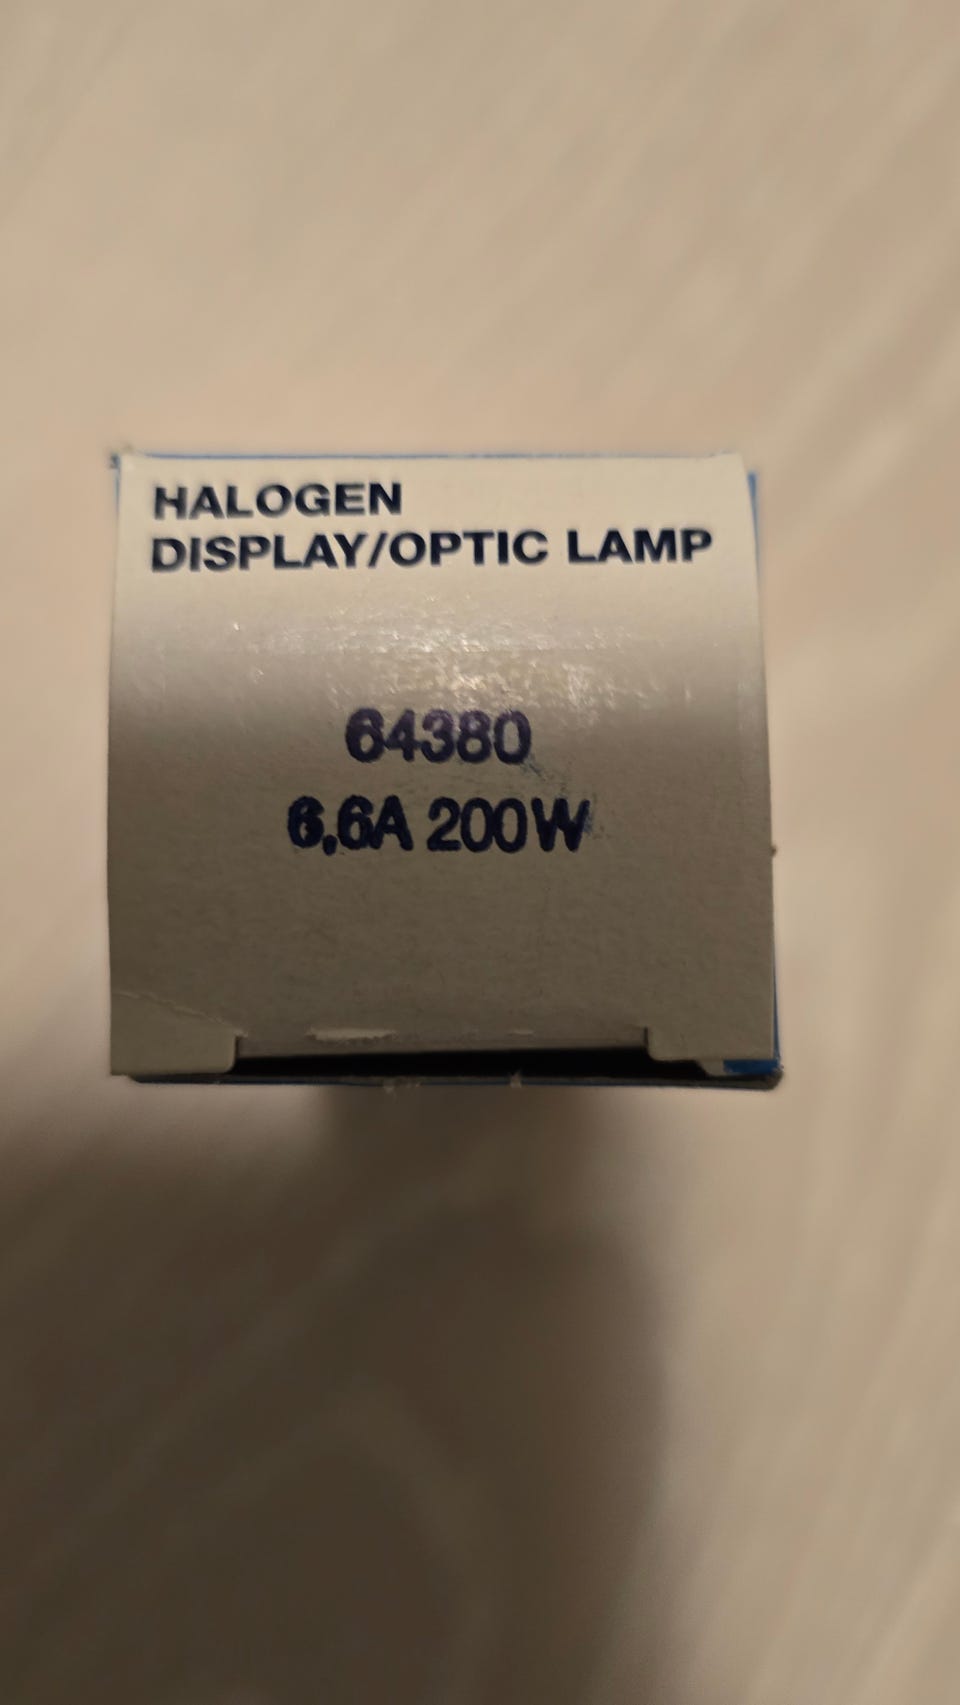 HALOGEN
DISPLAY/OPTIC LAMP
64380
6.6A 200W